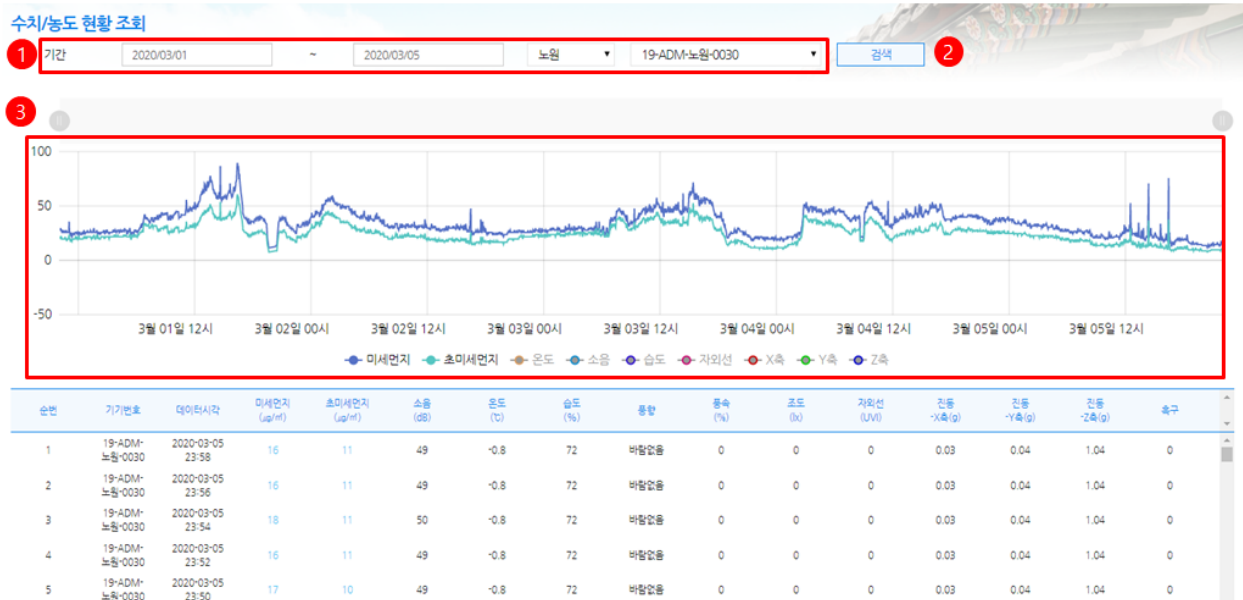 수치/농도 현황 조회
1 기간 2020/03/01 ~ 2020/03/05 노원 19-ADM-노원-0030 검색 2
3
100
50
0
-50
3월 01일 12시 3월 02일 00시 3월 02일 12시 3월 03일 00시 3월 03일 12시 3월 04일 00시 3월 04일 12시 3월 05일 00시 3월 05일 12시
미세먼지 초미세먼지 온도 소음 습도 자외선 X축 Y축 Z축
순번 기기번호 데이터시각 미세먼지 (㎍/㎥) 초미세먼지 (㎍/㎥) 소음 (dB) 온도 (℃) 습도 (%) 풍향 풍속 (%) 조도 (lx) 자외선 (UVI) 진동 -X축(g) 진동 -Y축(g) 진동 -Z축(g) 흑구
1 19-ADM-노원-0030 2020-03-05 23:58 16 11 49 -0.8 72 바람없음 0 0 0 0.03 0.04 1.04 0
2 19-ADM-노원-0030 2020-03-05 23:56 16 11 49 -0.8 72 바람없음 0 0 0 0.03 0.04 1.04 0
3 19-ADM-노원-0030 2020-03-05 23:54 18 11 50 -0.8 72 바람없음 0 0 0 0.03 0.04 1.04 0
4 19-ADM-노원-0030 2020-03-05 23:52 16 11 49 -0.8 72 바람없음 0 0 0 0.03 0.04 1.04 0
5 19-ADM-노원-0030 2020-03-05 23:50 17 10 49 -0.8 72 바람없음 0 0 0 0.03 0.04 1.04 0